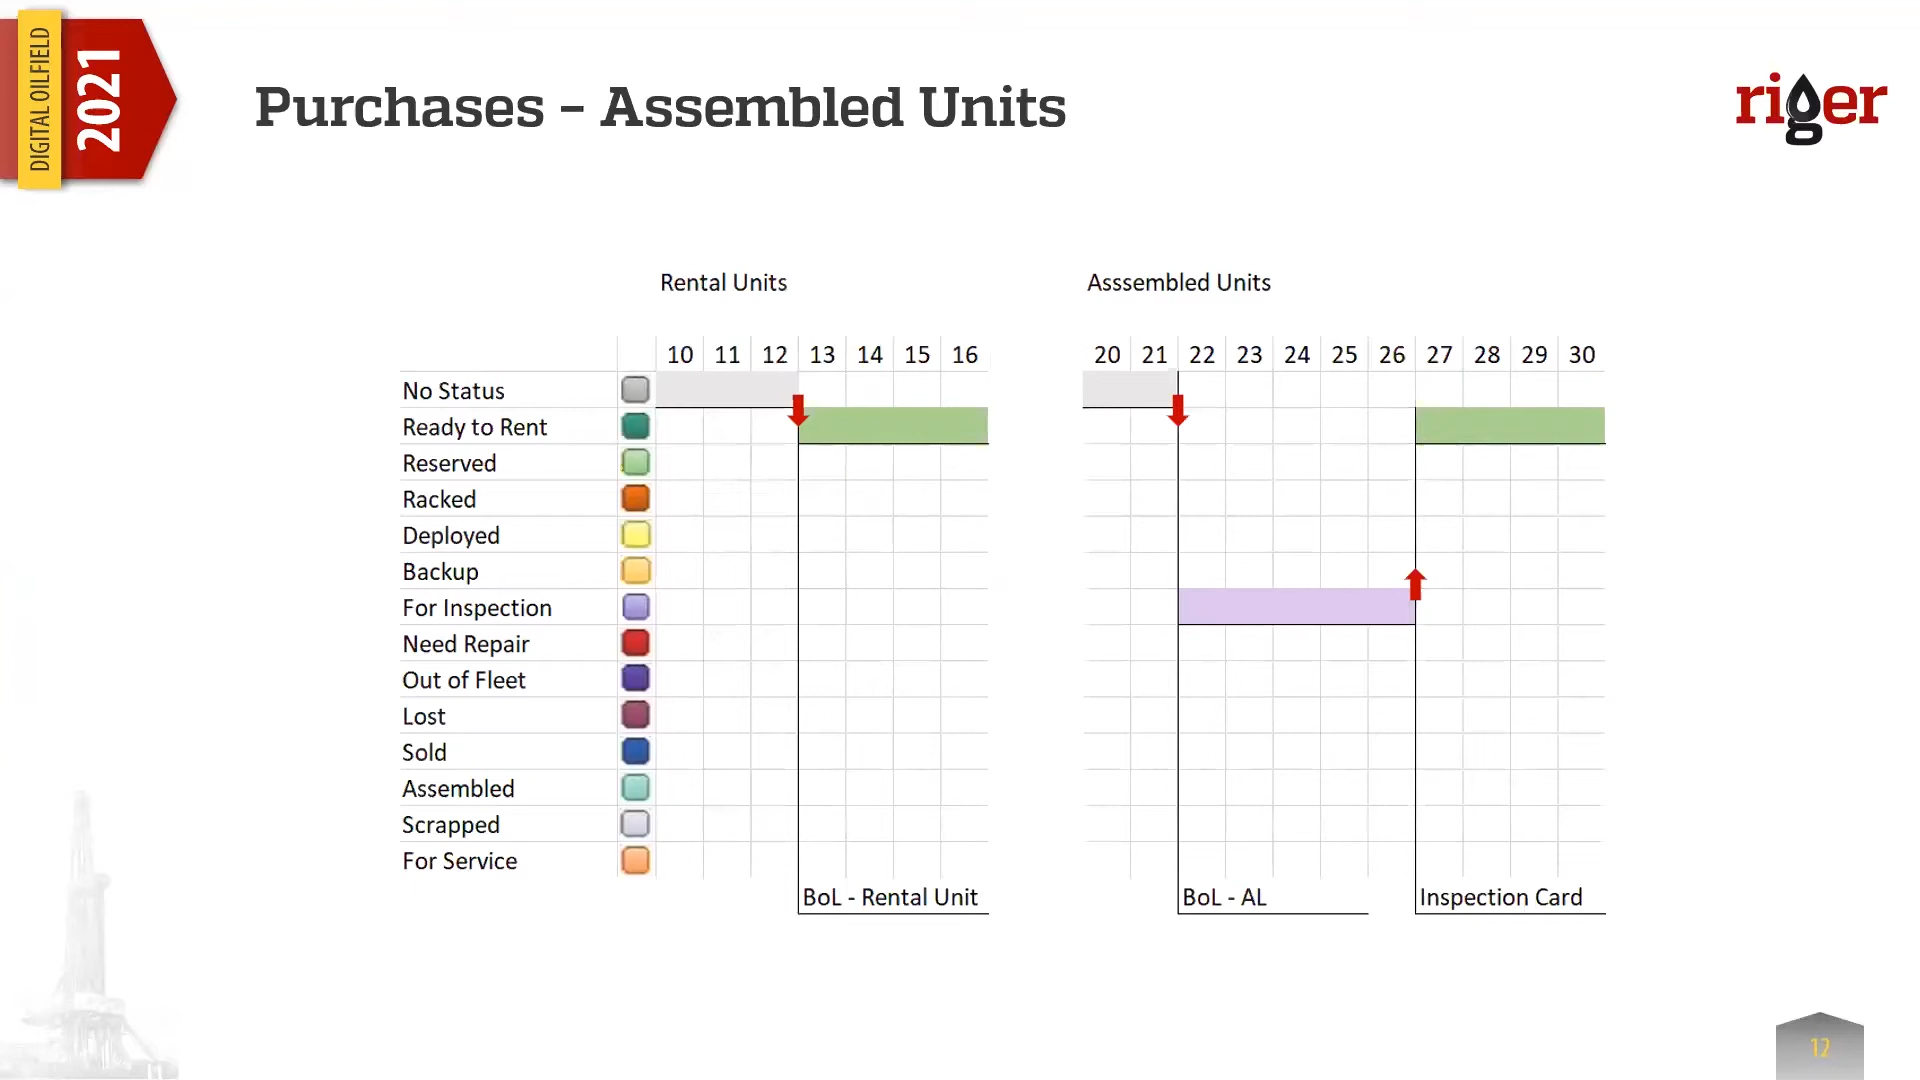 DIGITAL OILFIELD
2021
Purchases – Assembled Units
riger
Rental Units
Asssembled Units
10 11 12 13 14 15 16
20 21 22 23 24 25 26 27 28 29 30
No Status
Ready to Rent
Reserved
Racked
Deployed
Backup
For Inspection
Need Repair
Out of Fleet
Lost
Sold
Assembled
Scrapped
For Service
BoL - Rental Unit
BoL - AL
Inspection Card
12